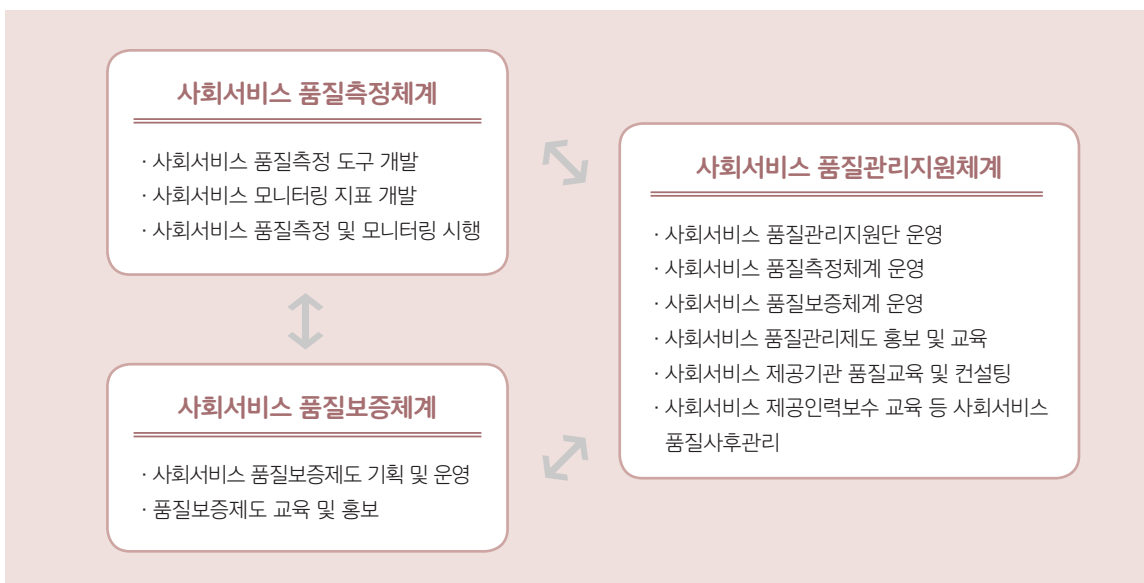 사회서비스 품질측정체계
· 사회서비스 품질측정 도구 개발
· 사회서비스 모니터링 지표 개발
· 사회서비스 품질측정 및 모니터링 시행
사회서비스 품질보증체계
· 사회서비스 품질보증제도 기획 및 운영
· 품질보증제도 교육 및 홍보
사회서비스 품질관리지원체계
· 사회서비스 품질관리지원단 운영
· 사회서비스 품질측정체계 운영
· 사회서비스 품질보증체계 운영
· 사회서비스 품질관리제도 홍보 및 교육
· 사회서비스 제공기관 품질교육 및 컨설팅
· 사회서비스 제공인력보수 교육 등 사회서비스
품질사후관리